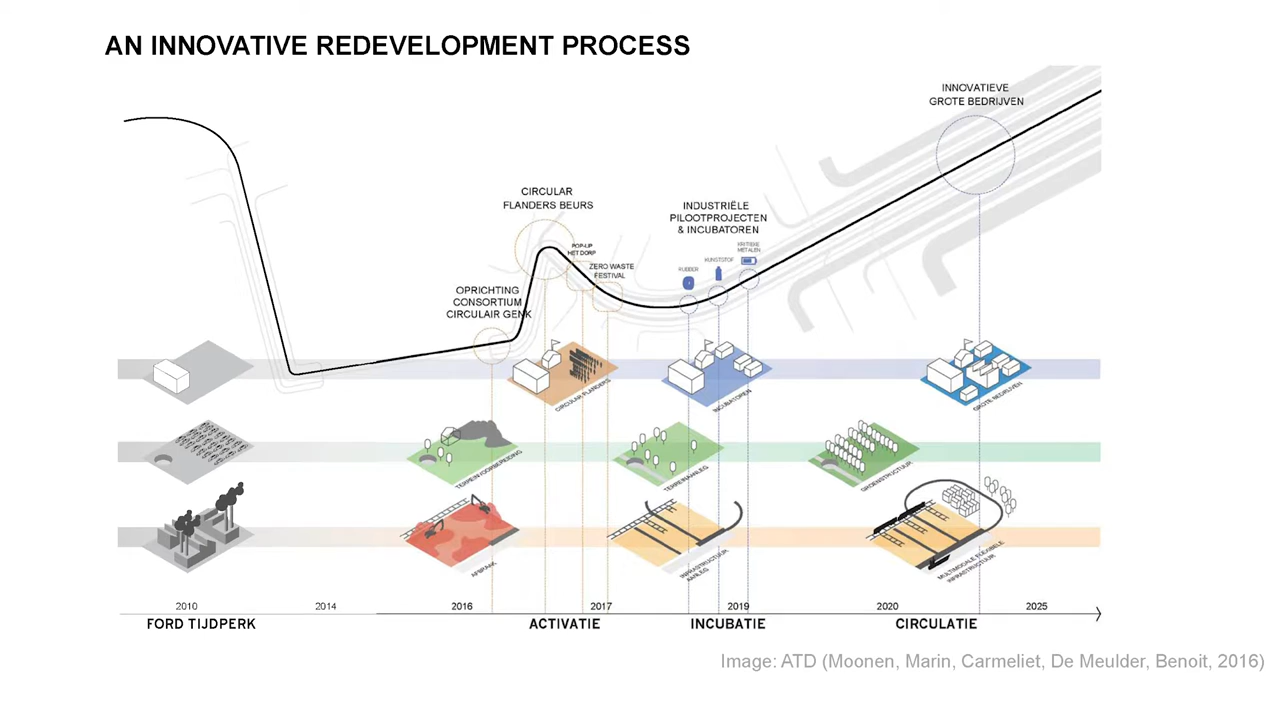 AN INNOVATIVE REDEVELOPMENT PROCESS
INNOVATIEVE
GROTE BEDRIJVEN
CIRCULAR
FLANDERS BEURS
INDUSTRIËLE
PILOOTPROJECTEN
& INCUBATOREN
POP-UP
HET DORP
KRITIEKE
METALEN
KUNSTSTOF
RUBBER
ZERO WASTE
FESTIVAL
OPRICHTING
CONSORTIUM
CIRCULAIR GENK
CIRCULAR FLANDERS
INCUBATOREN
GROTE BEDRIJVEN
TERREINVOORBEREIDING
TERREINAANLEG
GROENSTRUCTUUR
AFBRAAK
INFRASTRUCTUUR
AANLEG
MULTIMODALE FLEXIBELE
INFRASTRUCTUUR
2010
2014
2016
2017
2019
2020
2025
FORD TIJDPERK
ACTIVATIE
INCUBATIE
CIRCULATIE
Image: ATD (Moonen, Marin, Carmeliet, De Meulder, Benoit, 2016)